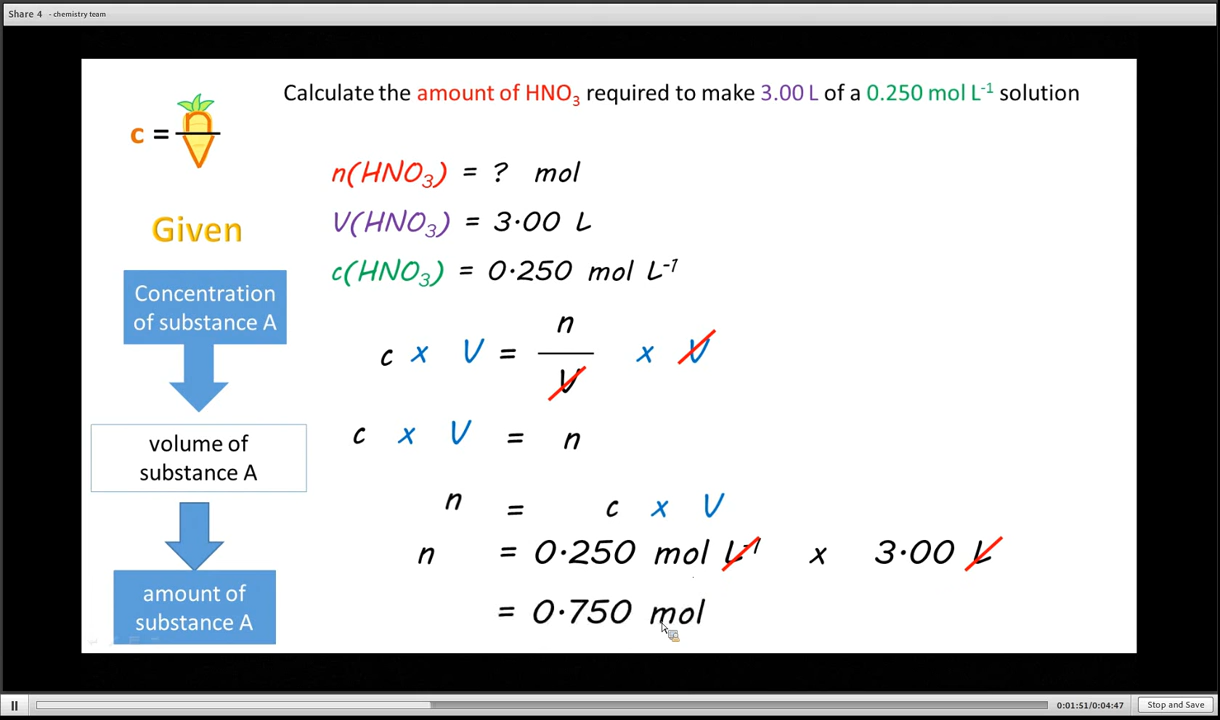 Share 4 - chemistry team
Calculate the amount of HNO₃ required to make 3.00 L of a 0.250 mol L⁻¹ solution
c =
n(HNO₃) = ? mol
V(HNO₃) = 3·00 L
c(HNO₃) = 0·250 mol L⁻¹
Given
Concentration
of substance A
volume of
substance A
amount of
substance A
n
c x V = — x V
V
c x V = n
n = c x V
n = 0·250 mol L⁻¹ x 3·00 L
= 0·750 mol
0:01:51/0:04:47 Stop and Save